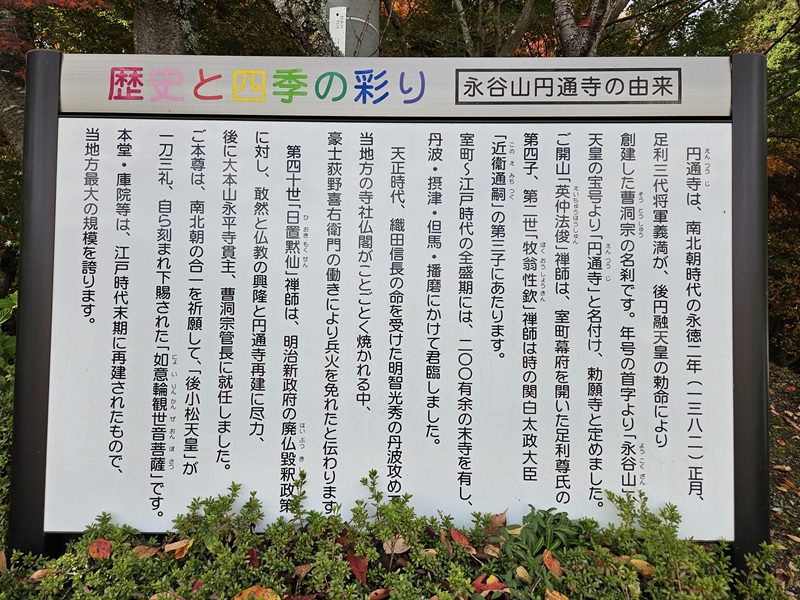 歴史と四季の彩り
永谷山円通寺の由来
円通寺は、南北朝時代の永徳二年(一三八二)正月、
足利三代将軍義満が、後円融天皇の勅命により
創建した曹洞宗の名刹です。年号の首字より「永谷山」
天皇の宝号より「円通寺」と名付け、勅願寺と定めました。
ご開山「英仲法俊」禅師は、室町幕府を開いた足利尊氏の
第四子、第二世「牧翁性欽」禅師は時の関白太政大臣
「近衞通嗣」の第三子にあたります。
室町〜江戸時代の全盛期には、二〇〇有余の末寺を有し、
丹波・摂津・但馬・播磨にかけて君臨しました。
天正時代、織田信長の命を受けた明智光秀の丹波攻め
当地方の寺社仏閣がことごとく焼かれる中、
豪士荻野喜右衛門の働きにより兵火を免れたと伝わります
第四十世「日置黙仙」禅師は、明治新政府の廃仏毀釈政策
に対し、敢然と仏教の興隆と円通寺再建に尽力、
後に大本山永平寺貫主、曹洞宗管長に就任しました。
ご本尊は、南北朝の合一を祈願して、「後小松天皇」が
一刀三礼、自ら刻まれ下賜された「如意輪観世音菩薩」です。
本堂・庫院等は、江戸時代末期に再建されたもので、
当地方最大の規模を誇ります。